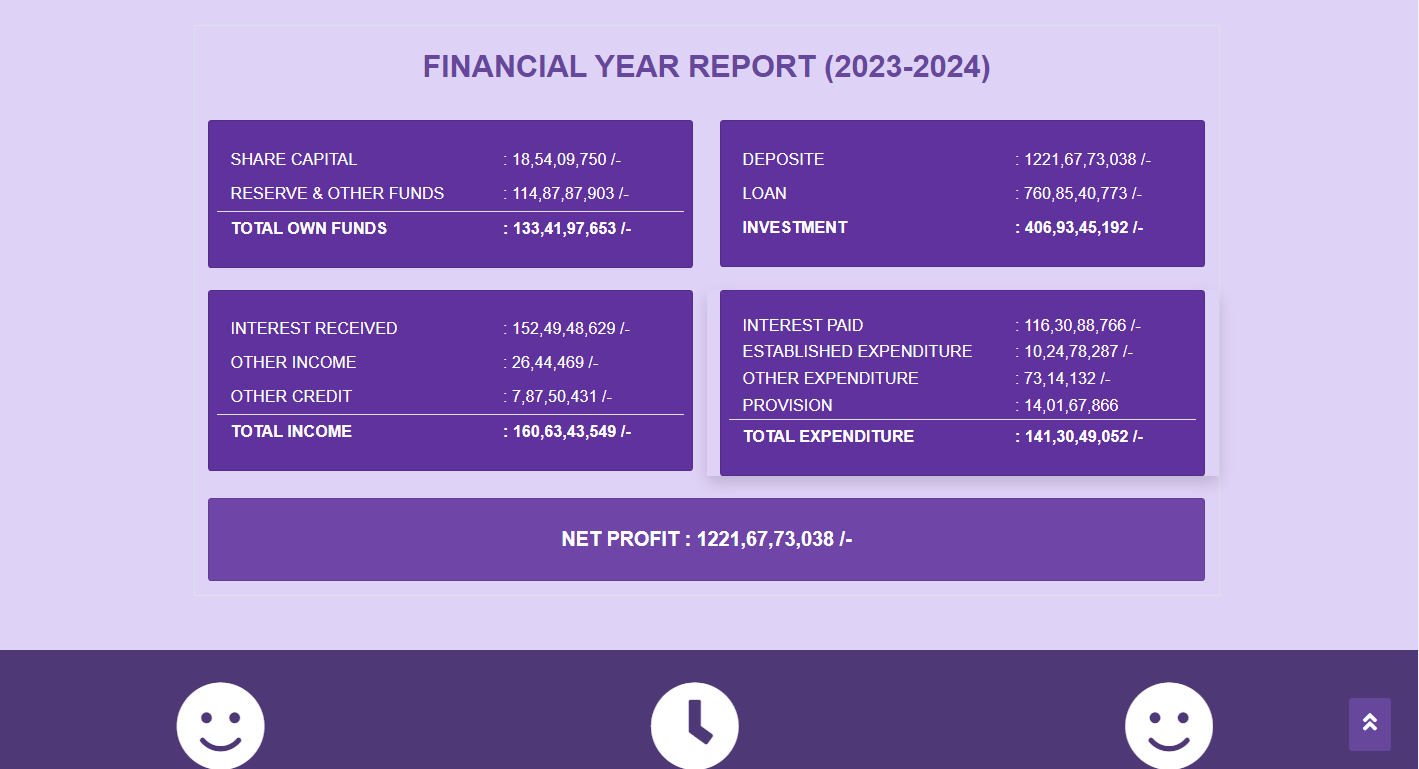 FINANCIAL YEAR REPORT (2023-2024)
SHARE CAPITAL : 18,54,09,750 /-
RESERVE & OTHER FUNDS : 114,87,87,903 /-
TOTAL OWN FUNDS : 133,41,97,653 /-
DEPOSITE : 1221,67,73,038 /-
LOAN : 760,85,40,773 /-
INVESTMENT : 406,93,45,192 /-
INTEREST RECEIVED : 152,49,48,629 /-
OTHER INCOME : 26,44,469 /-
OTHER CREDIT : 7,87,50,431 /-
TOTAL INCOME : 160,63,43,549 /-
INTEREST PAID : 116,30,88,766 /-
ESTABLISHED EXPENDITURE : 10,24,78,287 /-
OTHER EXPENDITURE : 73,14,132 /-
PROVISION : 14,01,67,866
TOTAL EXPENDITURE : 141,30,49,052 /-
NET PROFIT : 1221,67,73,038 /-